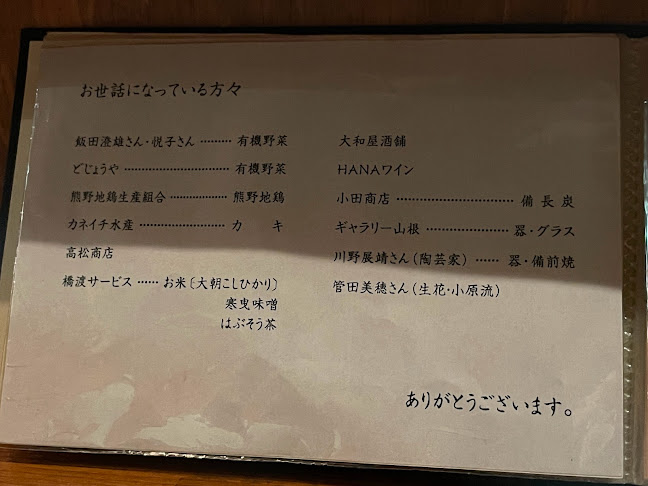 お世話になっている方々
飯田澄雄さん・悦子さん ……… 有機野菜
どじょうや ………………………… 有機野菜
熊野地鶏生産組合 …………… 熊野地鶏
カネイチ水産 …………………… カキ
高松商店
橋渡サービス …… お米〔大朝こしひかり〕
寒曳味噌
はぶそう茶
大和屋酒舗
HANAワイン
小田商店 ………………………… 備長炭
ギャラリー山根 ………………… 器・グラス
川野展靖さん(陶芸家) …… 器・備前焼
管田美穂さん(生花・小原流)
ありがとうございます。